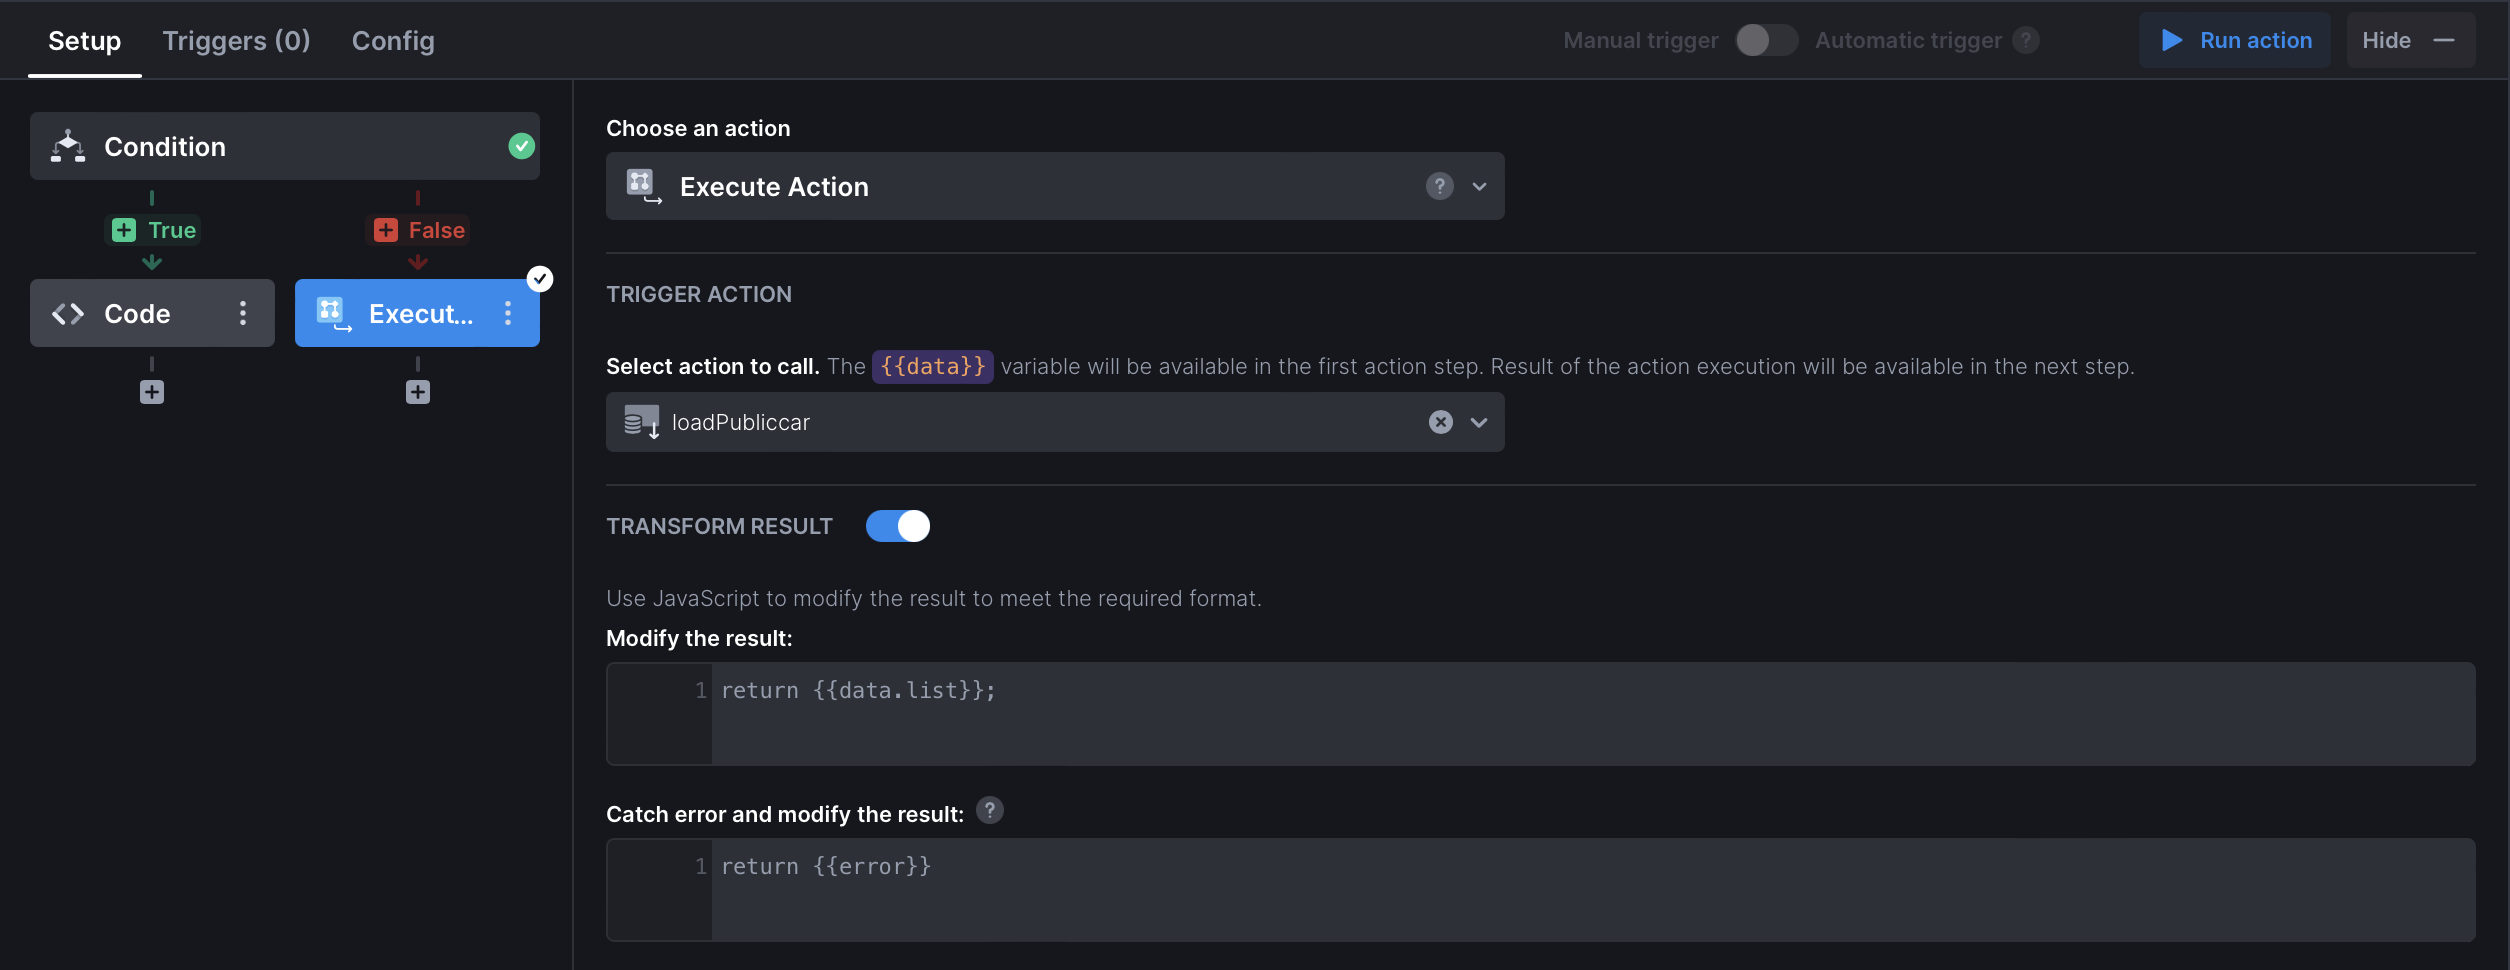 Setup
Triggers (0)
Config
Manual trigger
Automatic trigger ?
Run action
Hide
Condition
True
False
Code
Execut...
Choose an action
Execute Action
?
TRIGGER ACTION
Select action to call. The {{data}} variable will be available in the first action step. Result of the action execution will be available in the next step.
loadPubliccar
TRANSFORM RESULT
Use JavaScript to modify the result to meet the required format.
Modify the result:
1 return {{data.list}};
Catch error and modify the result: ?
1 return {{error}}